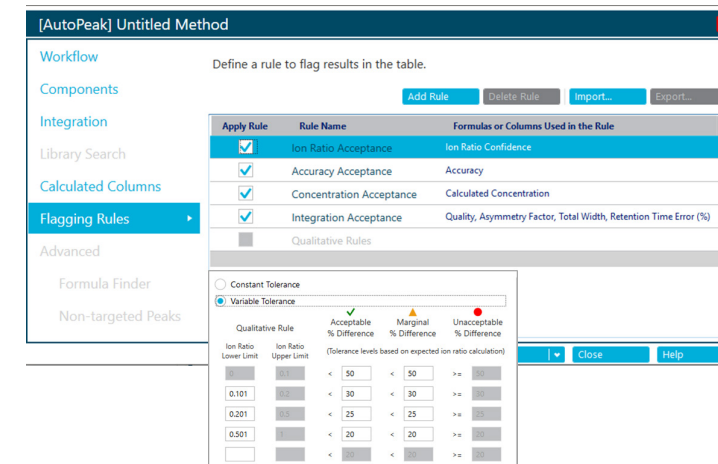 [AutoPeak] Untitled Method
Workflow
Components
Integration
Library Search
Calculated Columns
Flagging Rules
Advanced
Formula Finder
Non-targeted Peaks
Define a rule to flag results in the table.
Add Rule Delete Rule Import... Export...
Apply Rule Rule Name Formulas or Columns Used in the Rule
Ion Ratio Acceptance Ion Ratio Confidence
Accuracy Acceptance Accuracy
Concentration Acceptance Calculated Concentration
Integration Acceptance Quality, Asymmetry Factor, Total Width, Retention Time Error (%)
Qualitative Rules
Close Help
Constant Tolerance
Variable Tolerance
Qualitative Rule Acceptable % Difference Marginal % Difference Unacceptable % Difference
Ion Ratio Lower Limit Ion Ratio Upper Limit (Tolerance levels based on expected ion ratio calculation)
0 0.1 < 50 < 50 >= 50
0.101 0.2 < 30 < 30 >= 30
0.201 0.5 < 25 < 25 >= 25
0.501 1 < 20 < 20 >= 20
< 20 < 20 >= 20